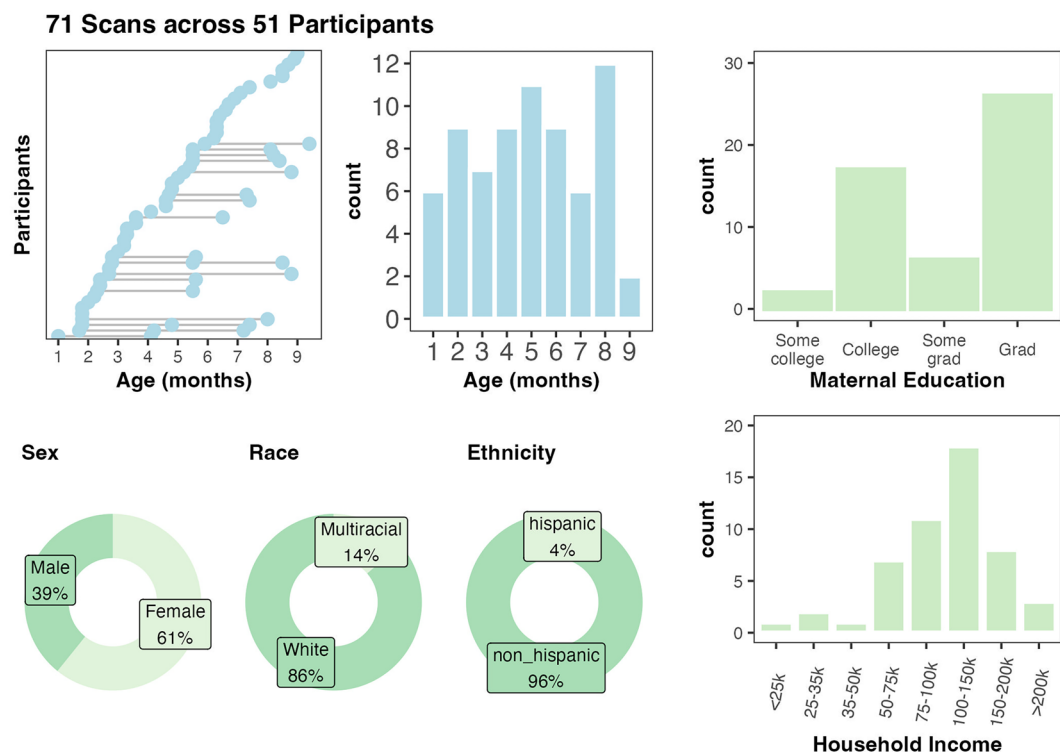 71 Scans across 51 Participants
Participants
1 2 3 4 5 6 7 8 9
Age (months)
count
12
10
8
6
4
2
0
1 2 3 4 5 6 7 8 9
Age (months)
count
30
20
10
0
Some
college
College
Some
grad
Grad
Maternal Education
Sex
Male
39%
Female
61%
Race
Multiracial
14%
White
86%
Ethnicity
hispanic
4%
non_hispanic
96%
count
20
15
10
5
0
<25k
25-35k
35-50k
50-75k
75-100k
100-150k
150-200k
>200k
Household Income